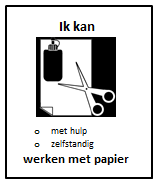 Ik kan
o met hulp
o zelfstandig
werken met papier